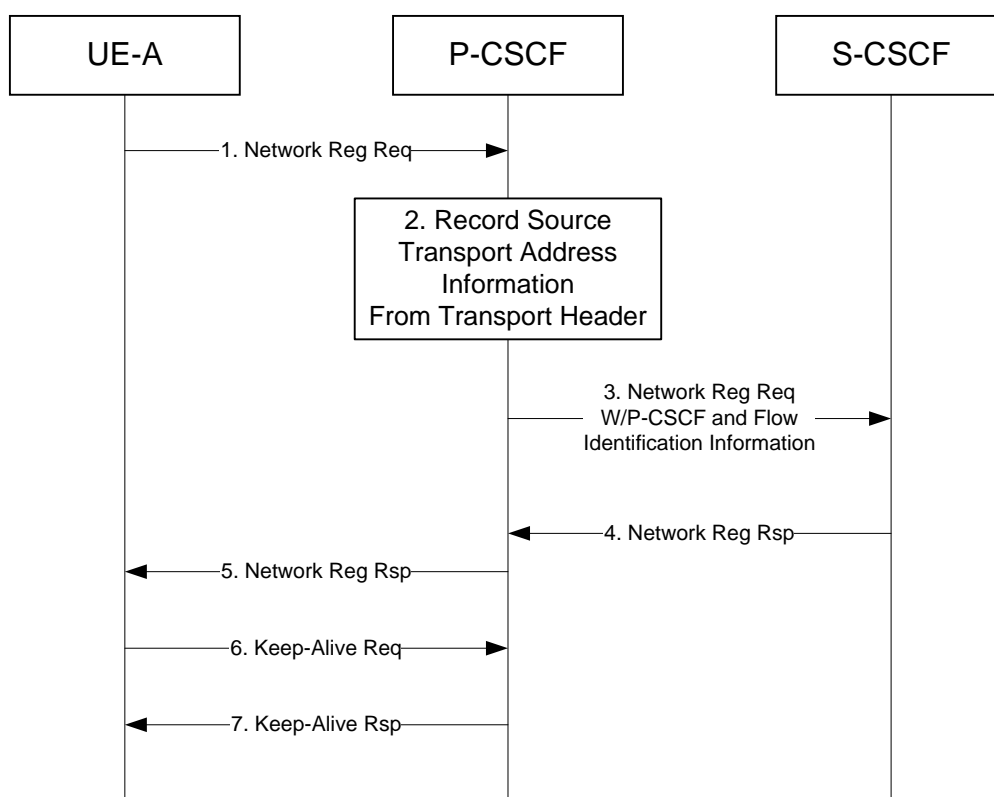 UE-A
P-CSCF
S-CSCF
1. Network Reg Req
2. Record Source
Transport Address
Information
From Transport Header
3. Network Reg Req
W/P-CSCF and Flow
Identification Information
4. Network Reg Rsp
5. Network Reg Rsp
6. Keep-Alive Req
7. Keep-Alive Rsp